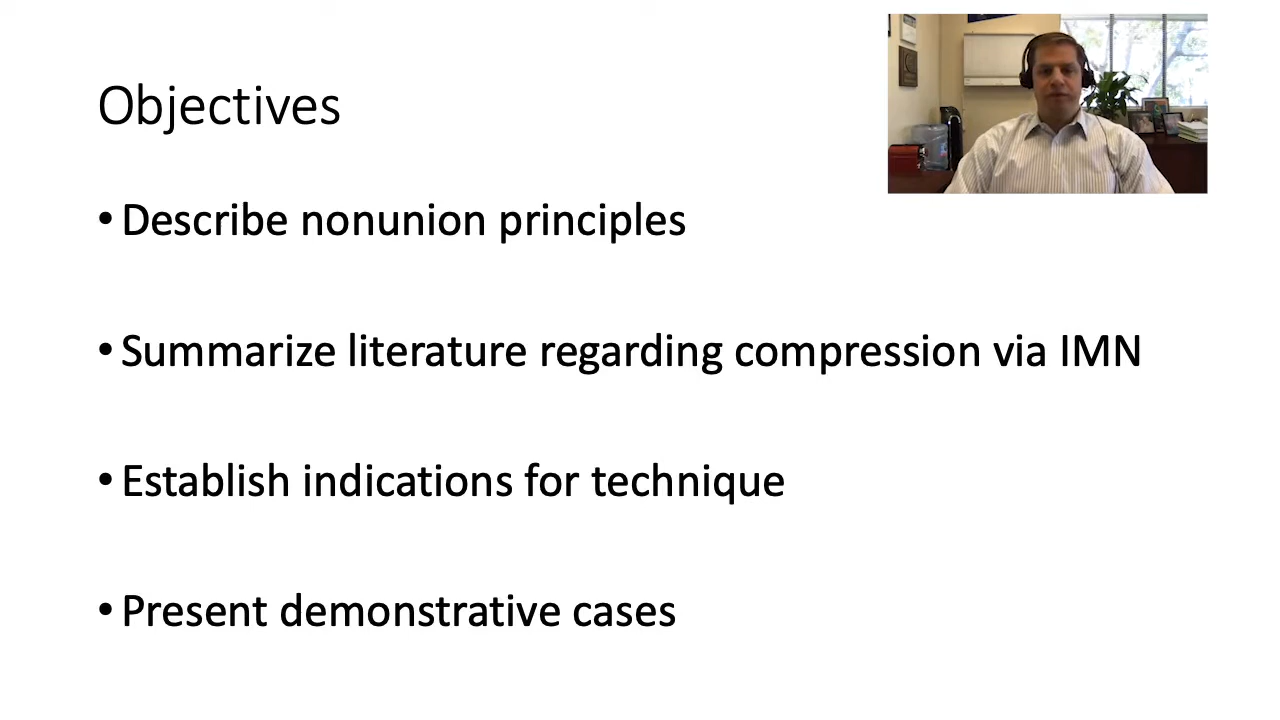 Objectives
• Describe nonunion principles
• Summarize literature regarding compression via IMN
• Establish indications for technique
• Present demonstrative cases